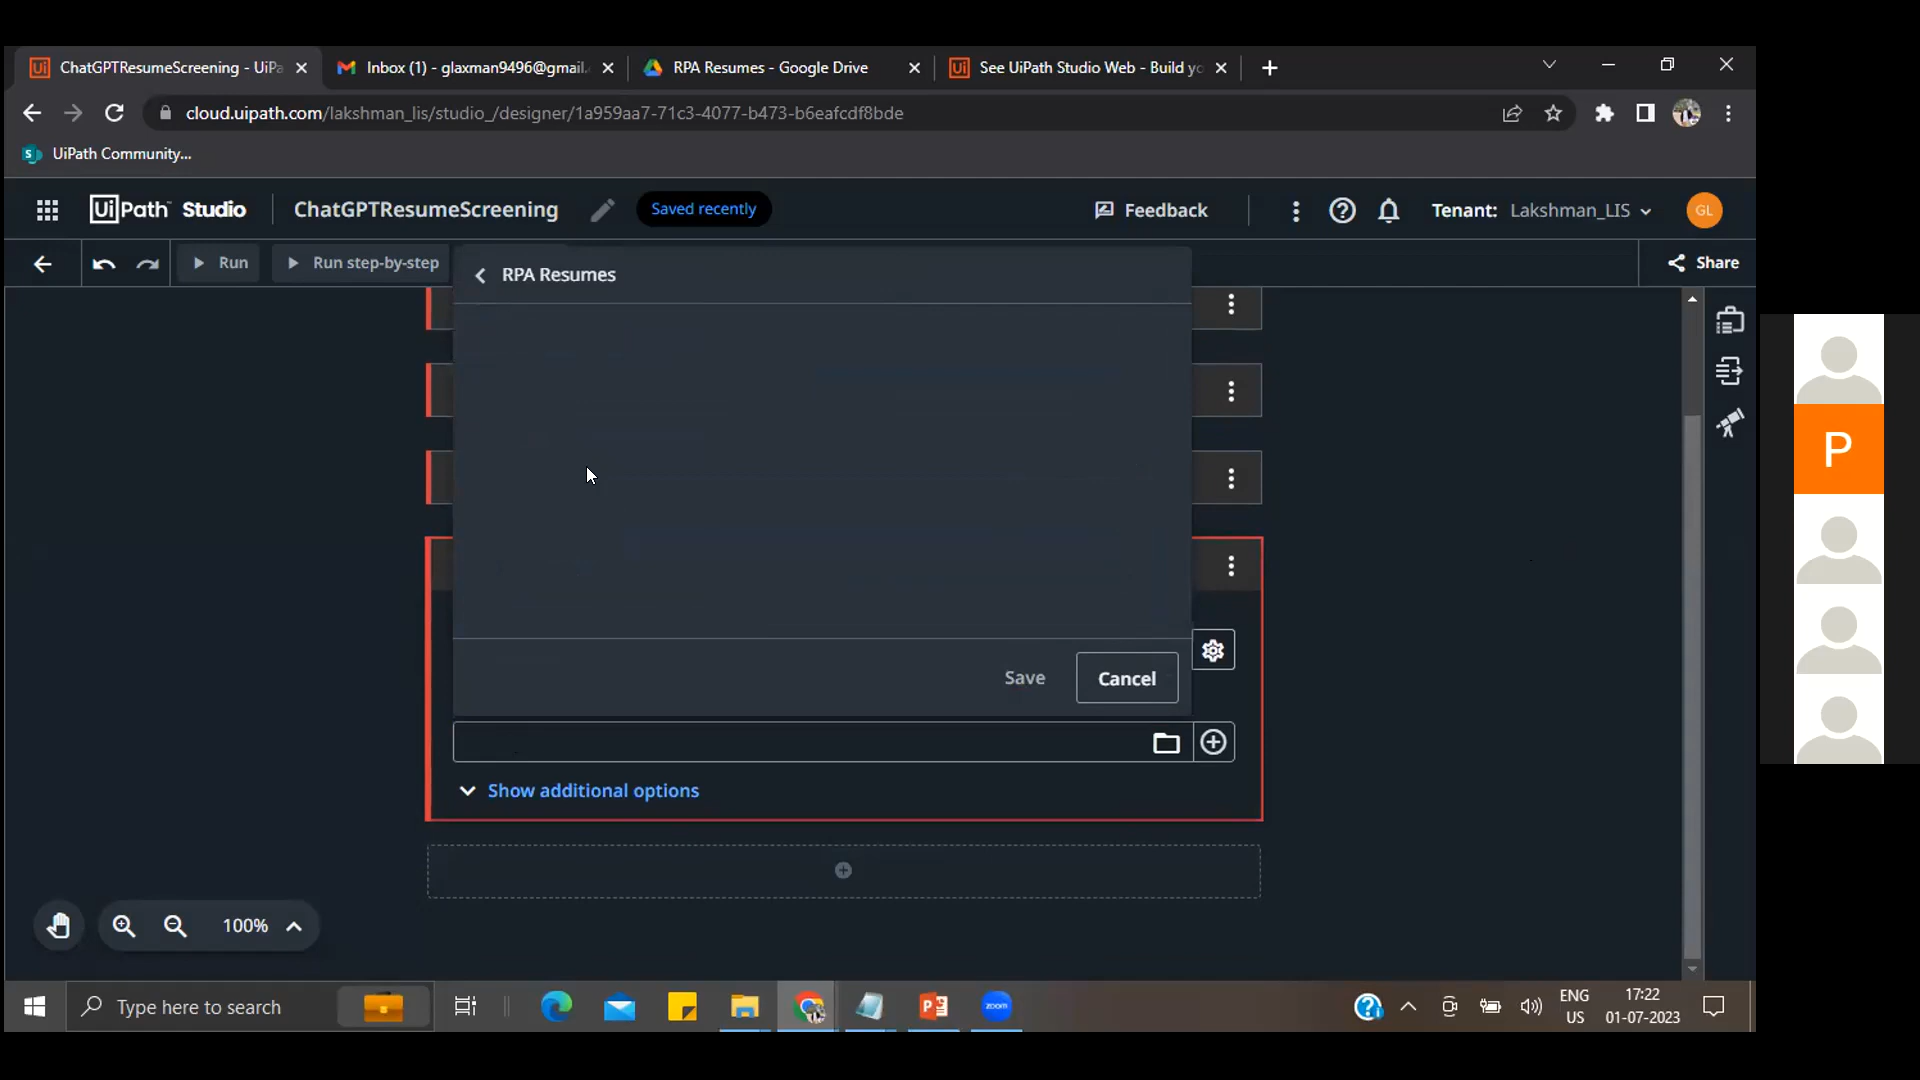 ChatGPTResumeScreening - UiPa
Inbox (1) - glaxman9496@gmail.
RPA Resumes - Google Drive
See UiPath Studio Web - Build yo
cloud.uipath.com/lakshman_lis/studio_/designer/1a959aa7-71c3-4077-b473-b6eafcdf8bde
S UiPath Community...
UiPath Studio
ChatGPTResumeScreening
Saved recently
Feedback
Tenant: Lakshman_LIS
GL
Run
Run step-by-step
Share
RPA Resumes
P
Save
Cancel
Show additional options
100%
Type here to search
zoom
ENG
US
17:22
01-07-2023